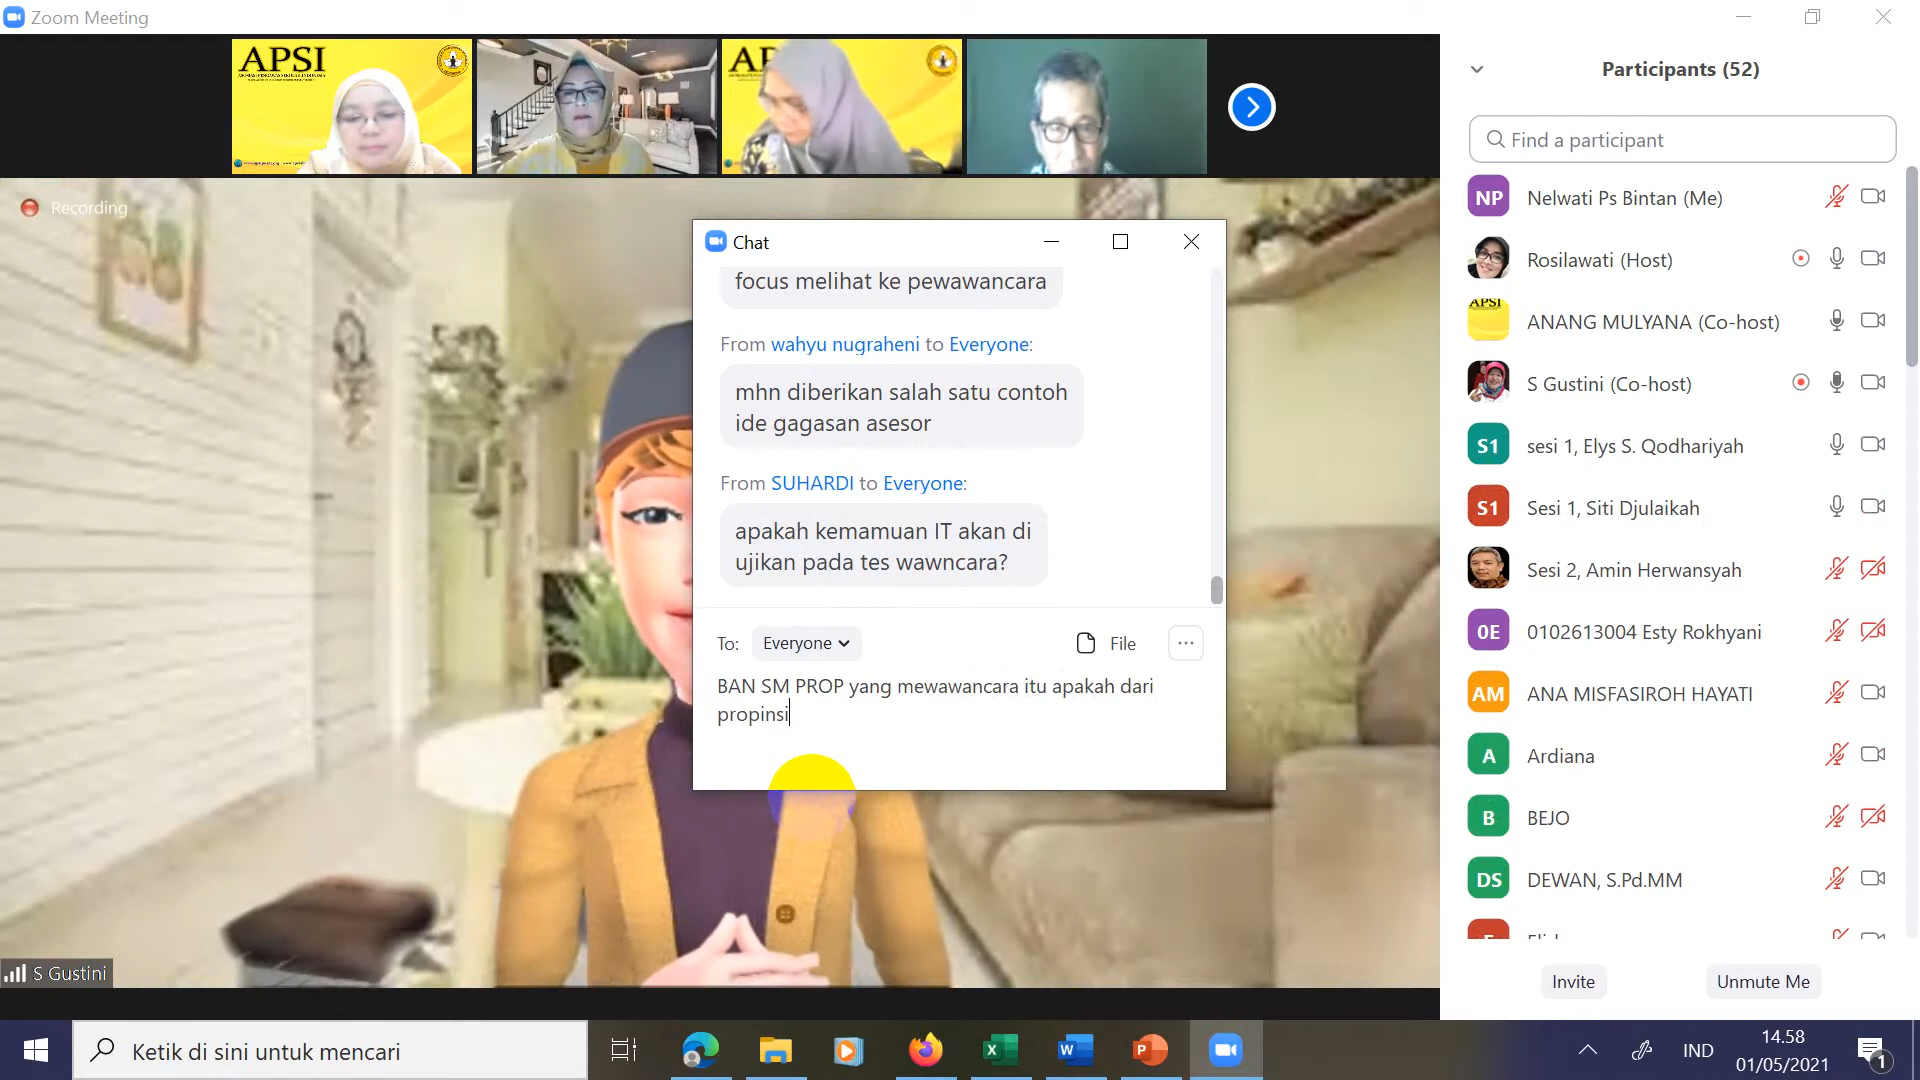 Zoom Meeting
APSI
APSI
Recording
Chat
focus melihat ke pewawancara
From wahyu nugraheni to Everyone:
mhn diberikan salah satu contoh
ide gagasan asesor
From SUHARDI to Everyone:
apakah kemamuan IT akan di
ujikan pada tes wawncara?
To: Everyone
File
BAN SM PROP yang mewawancara itu apakah dari
propinsi
S Gustini
Participants (52)
Find a participant
NP Nelwati Ps Bintan (Me)
Rosilawati (Host)
APSI ANANG MULYANA (Co-host)
S Gustini (Co-host)
S1 sesi 1, Elys S. Qodhariyah
S1 Sesi 1, Siti Djulaikah
Sesi 2, Amin Herwansyah
0E 0102613004 Esty Rokhyani
AM ANA MISFASIROH HAYATI
A Ardiana
B BEJO
DS DEWAN, S.Pd.MM
Invite
Unmute Me
Ketik di sini untuk mencari
IND
14.58
01/05/2021
1